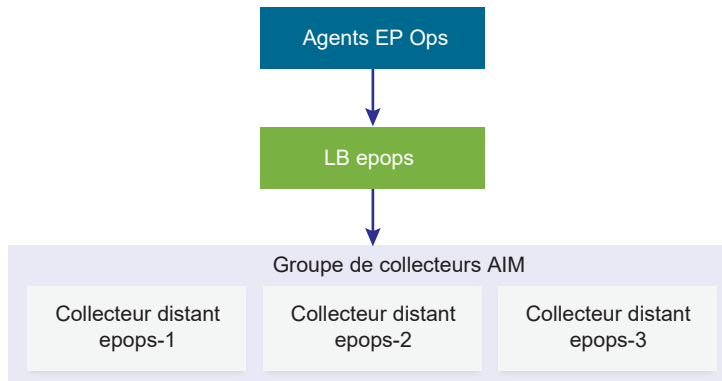 Agents EP Ops
LB epops
Groupe de collecteurs AIM
Collecteur distant
epops-1
Collecteur distant
epops-2
Collecteur distant
epops-3